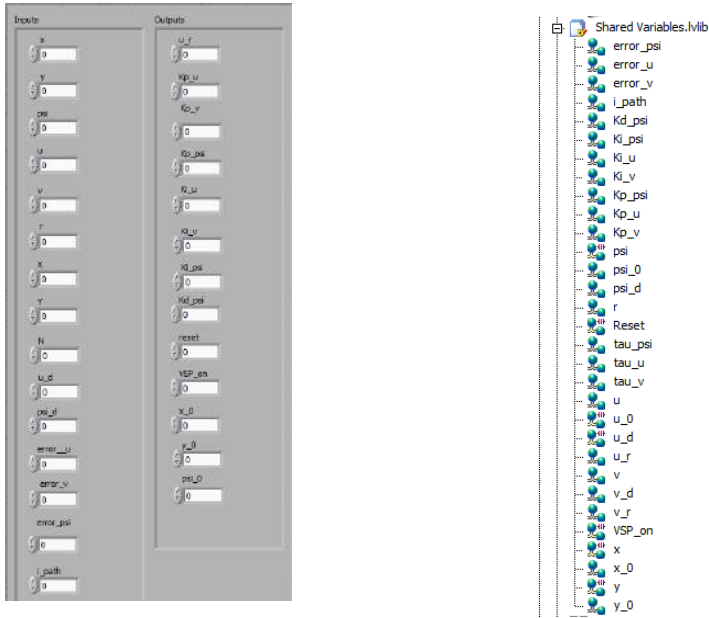 Inputs
x
0
y
0
psi
0
u
0
v
0
r
0
X
0
Y
0
N
0
u_d
0
psi_d
0
error__u
0
error_v
0
error_psi
0
i_path
0
Outputs
u_r
0
Kp_u
0
Kp_v
0
Kp_psi
0
Ki_u
0
Ki_v
0
Ki_psi
0
Kd_psi
0
reset
0
VSP_on
0
x_0
0
y_0
0
psi_0
0
Shared Variables.lvlib
error_psi
error_u
error_v
i_path
Kd_psi
Ki_psi
Ki_u
Ki_v
Kp_psi
Kp_u
Kp_v
psi
psi_0
psi_d
r
Reset
tau_psi
tau_u
tau_v
u
u_0
u_d
u_r
v
v_d
v_r
VSP_on
x
x_0
y
y_0